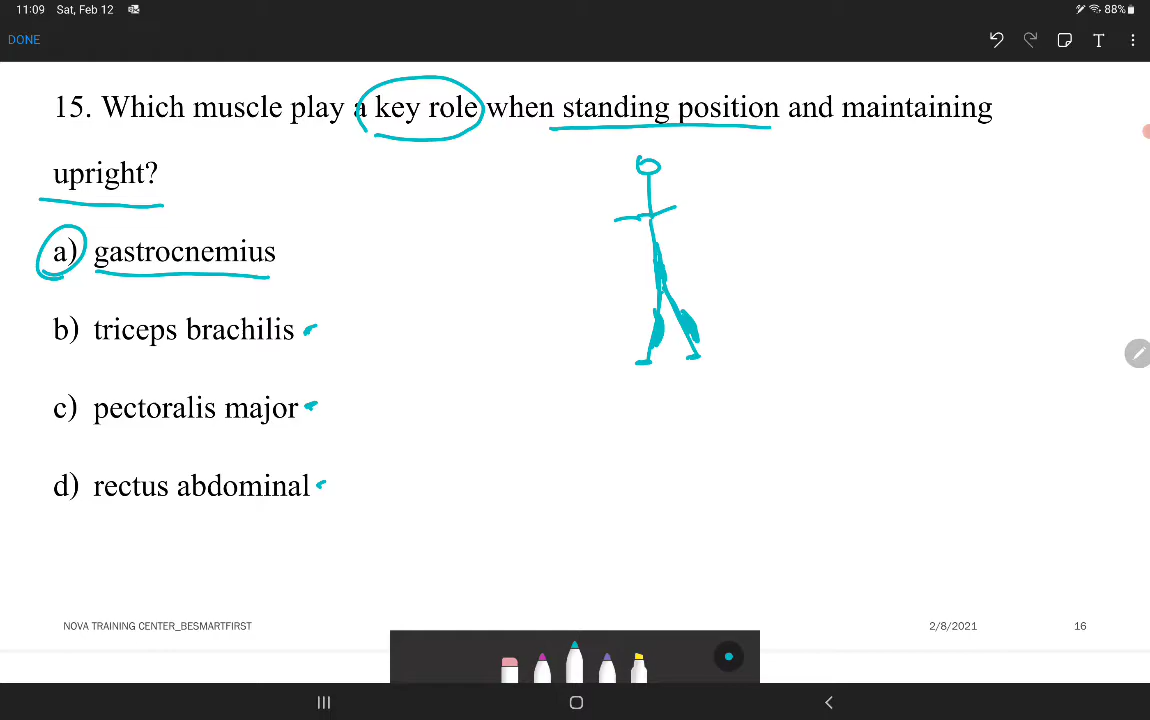 11:09 Sat, Feb 12 88%
DONE T
15. Which muscle play a key role when standing position and maintaining
upright?
a) gastrocnemius
b) triceps brachilis
c) pectoralis major
d) rectus abdominal
NOVA TRAINING CENTER_BESMARTFIRST 2/8/2021 16